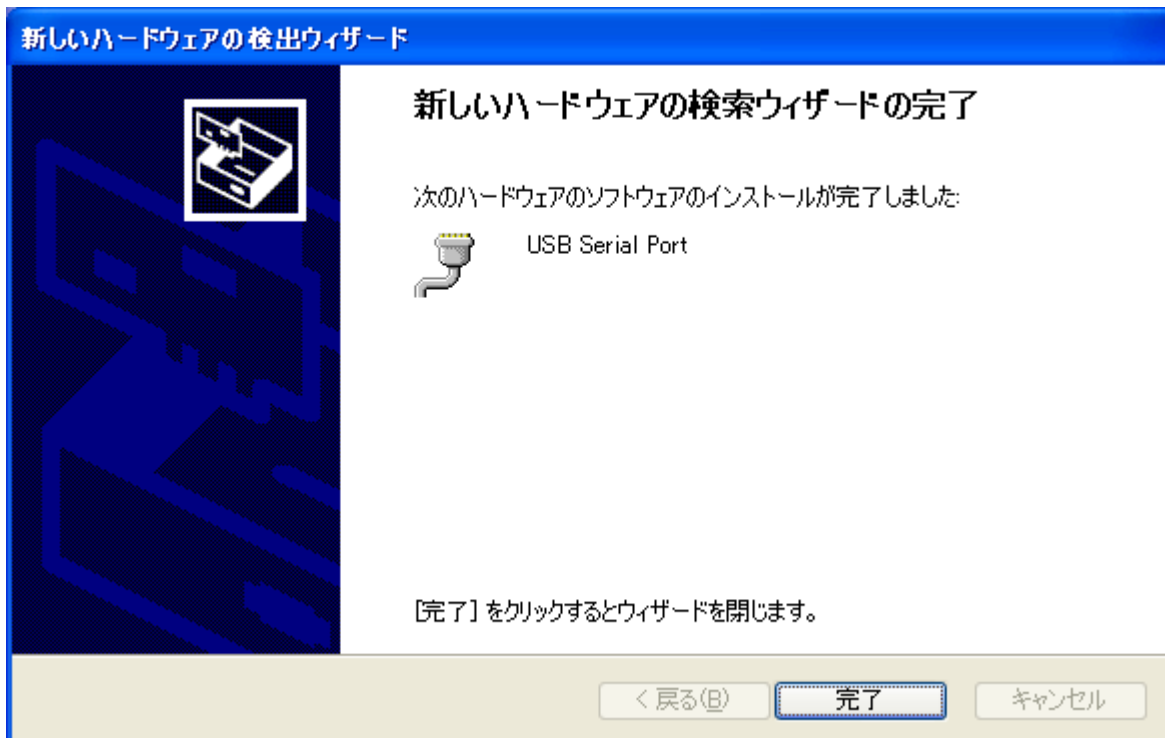 新しいハードウェアの検出ウィザード
新しいハードウェアの検索ウィザードの完了
次のハードウェアのソフトウェアのインストールが完了しました:
USB Serial Port
[完了] をクリックするとウィザードを閉じます。
< 戻る(B)
完了
キャンセル